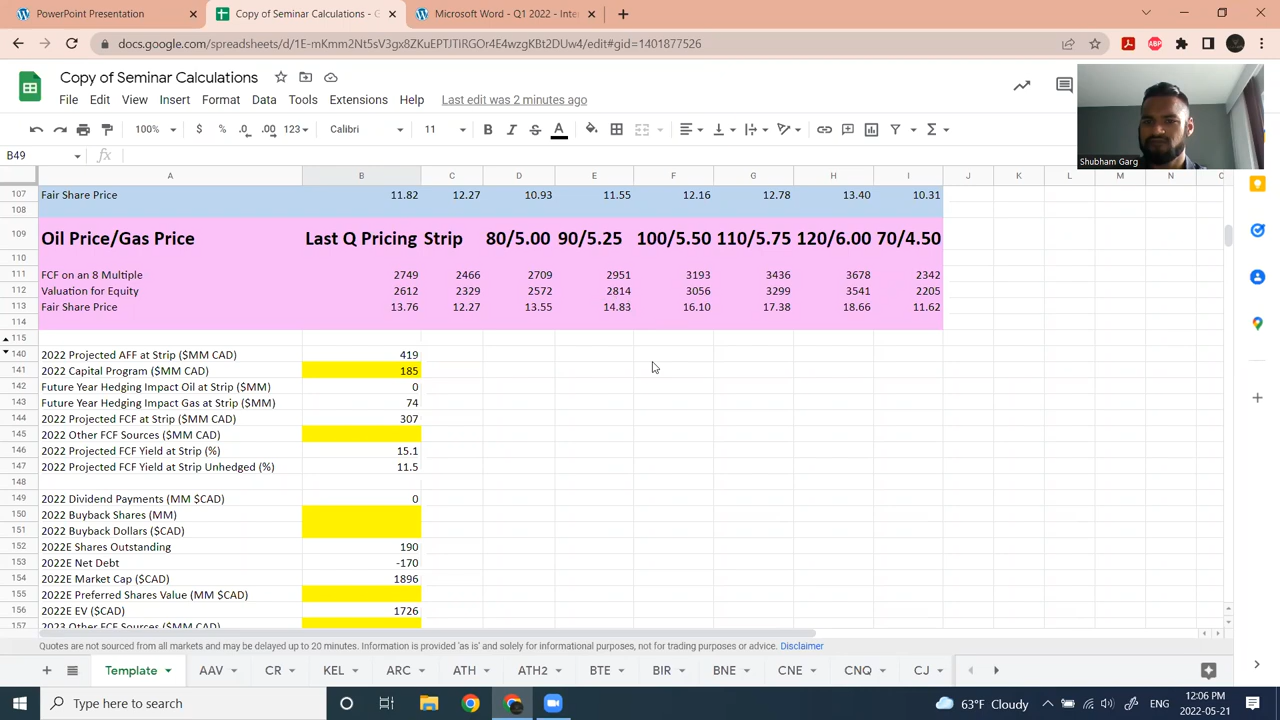 PowerPoint Presentation
Copy of Seminar Calculations - G
Microsoft Word - Q1 2022 - Inter
docs.google.com/spreadsheets/d/
edit#gid=1401877526
Copy of Seminar Calculations
File Edit View Insert Format Data Tools Extensions Help Last edit was 2 minutes ago
100% $ % .0 .00 123 Calibri 11 B I S A
Shubham Garg
B49 fx
A B C D E F G H I J K L M N C
107 Fair Share Price 11.82 12.27 10.93 11.55 12.16 12.78 13.40 10.31
108
109 Oil Price/Gas Price Last Q Pricing Strip 80/5.00 90/5.25 100/5.50 110/5.75 120/6.00 70/4.50
110
111 FCF on an 8 Multiple 2749 2466 2709 2951 3193 3436 3678 2342
112 Valuation for Equity 2612 2329 2572 2814 3056 3299 3541 2205
113 Fair Share Price 13.76 12.27 13.55 14.83 16.10 17.38 18.66 11.62
114
115
140 2022 Projected AFF at Strip ($MM CAD) 419
141 2022 Capital Program ($MM CAD) 185
142 Future Year Hedging Impact Oil at Strip ($MM) 0
143 Future Year Hedging Impact Gas at Strip ($MM) 74
144 2022 Projected FCF at Strip ($MM CAD) 307
145 2022 Other FCF Sources ($MM CAD)
146 2022 Projected FCF Yield at Strip (%) 15.1
147 2022 Projected FCF Yield at Strip Unhedged (%) 11.5
148
149 2022 Dividend Payments (MM $CAD) 0
150 2022 Buyback Shares (MM)
151 2022 Buyback Dollars ($CAD)
152 2022E Shares Outstanding 190
153 2022E Net Debt -170
154 2022E Market Cap ($CAD) 1896
155 2022E Preferred Shares Value (MM $CAD)
156 2022E EV ($CAD) 1726
157 2023 Other FCF Sources ($MM CAD)
Quotes are not sourced from all markets and may be delayed up to 20 minutes. Information is provided 'as is' and solely for informational purposes, not for trading purposes or advice. Disclaimer
Template AAV CR KEL ARC ATH ATH2 BTE BIR BNE CNE CNQ CJ
Type here to search
63°F Cloudy
ENG
12:06 PM
2022-05-21